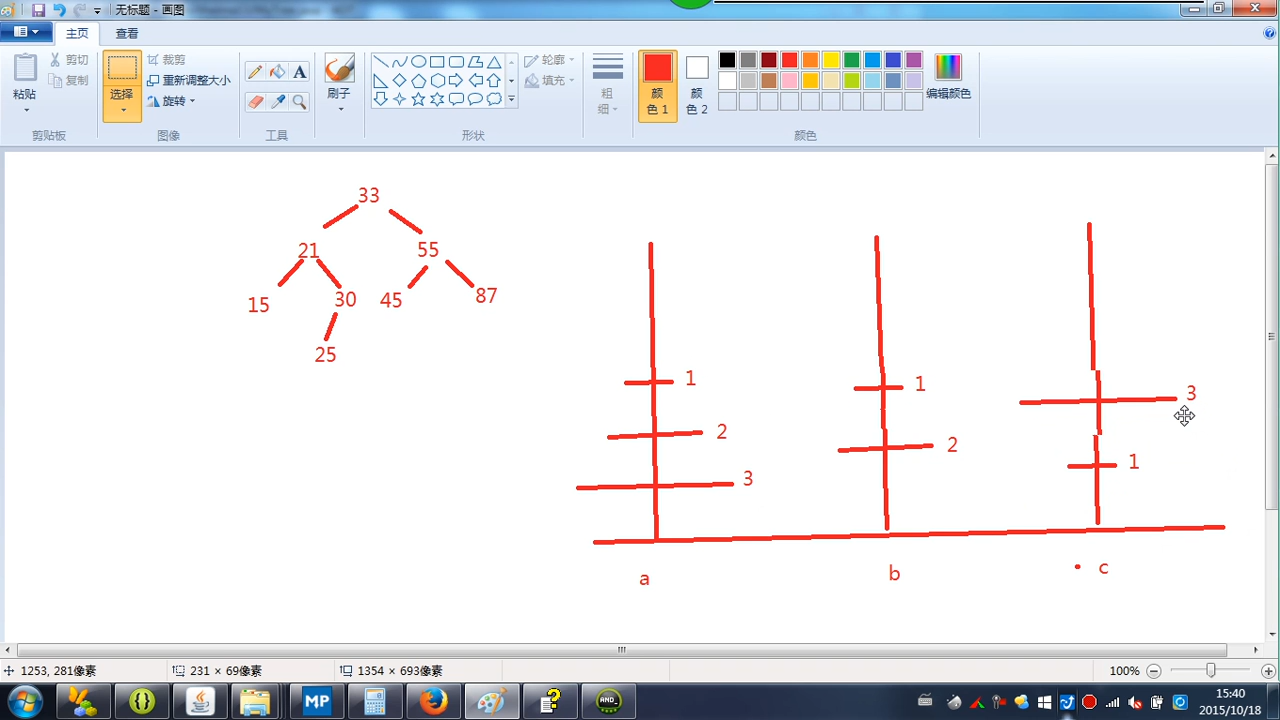 无标题 - 画图
主页
查看
粘贴
剪切
复制
剪贴板
选择
裁剪
重新调整大小
旋转
图像
A
工具
刷子
轮廓
填充
形状
粗
细
颜
色 1
颜
色 2
编辑颜色
颜色
33
21
55
15
30
45
87
25
1
2
3
1
2
3
1
a
b
c
1253, 281像素
231 × 69像素
1354 × 693像素
100%
MP
AND_
15:40
2015/10/18